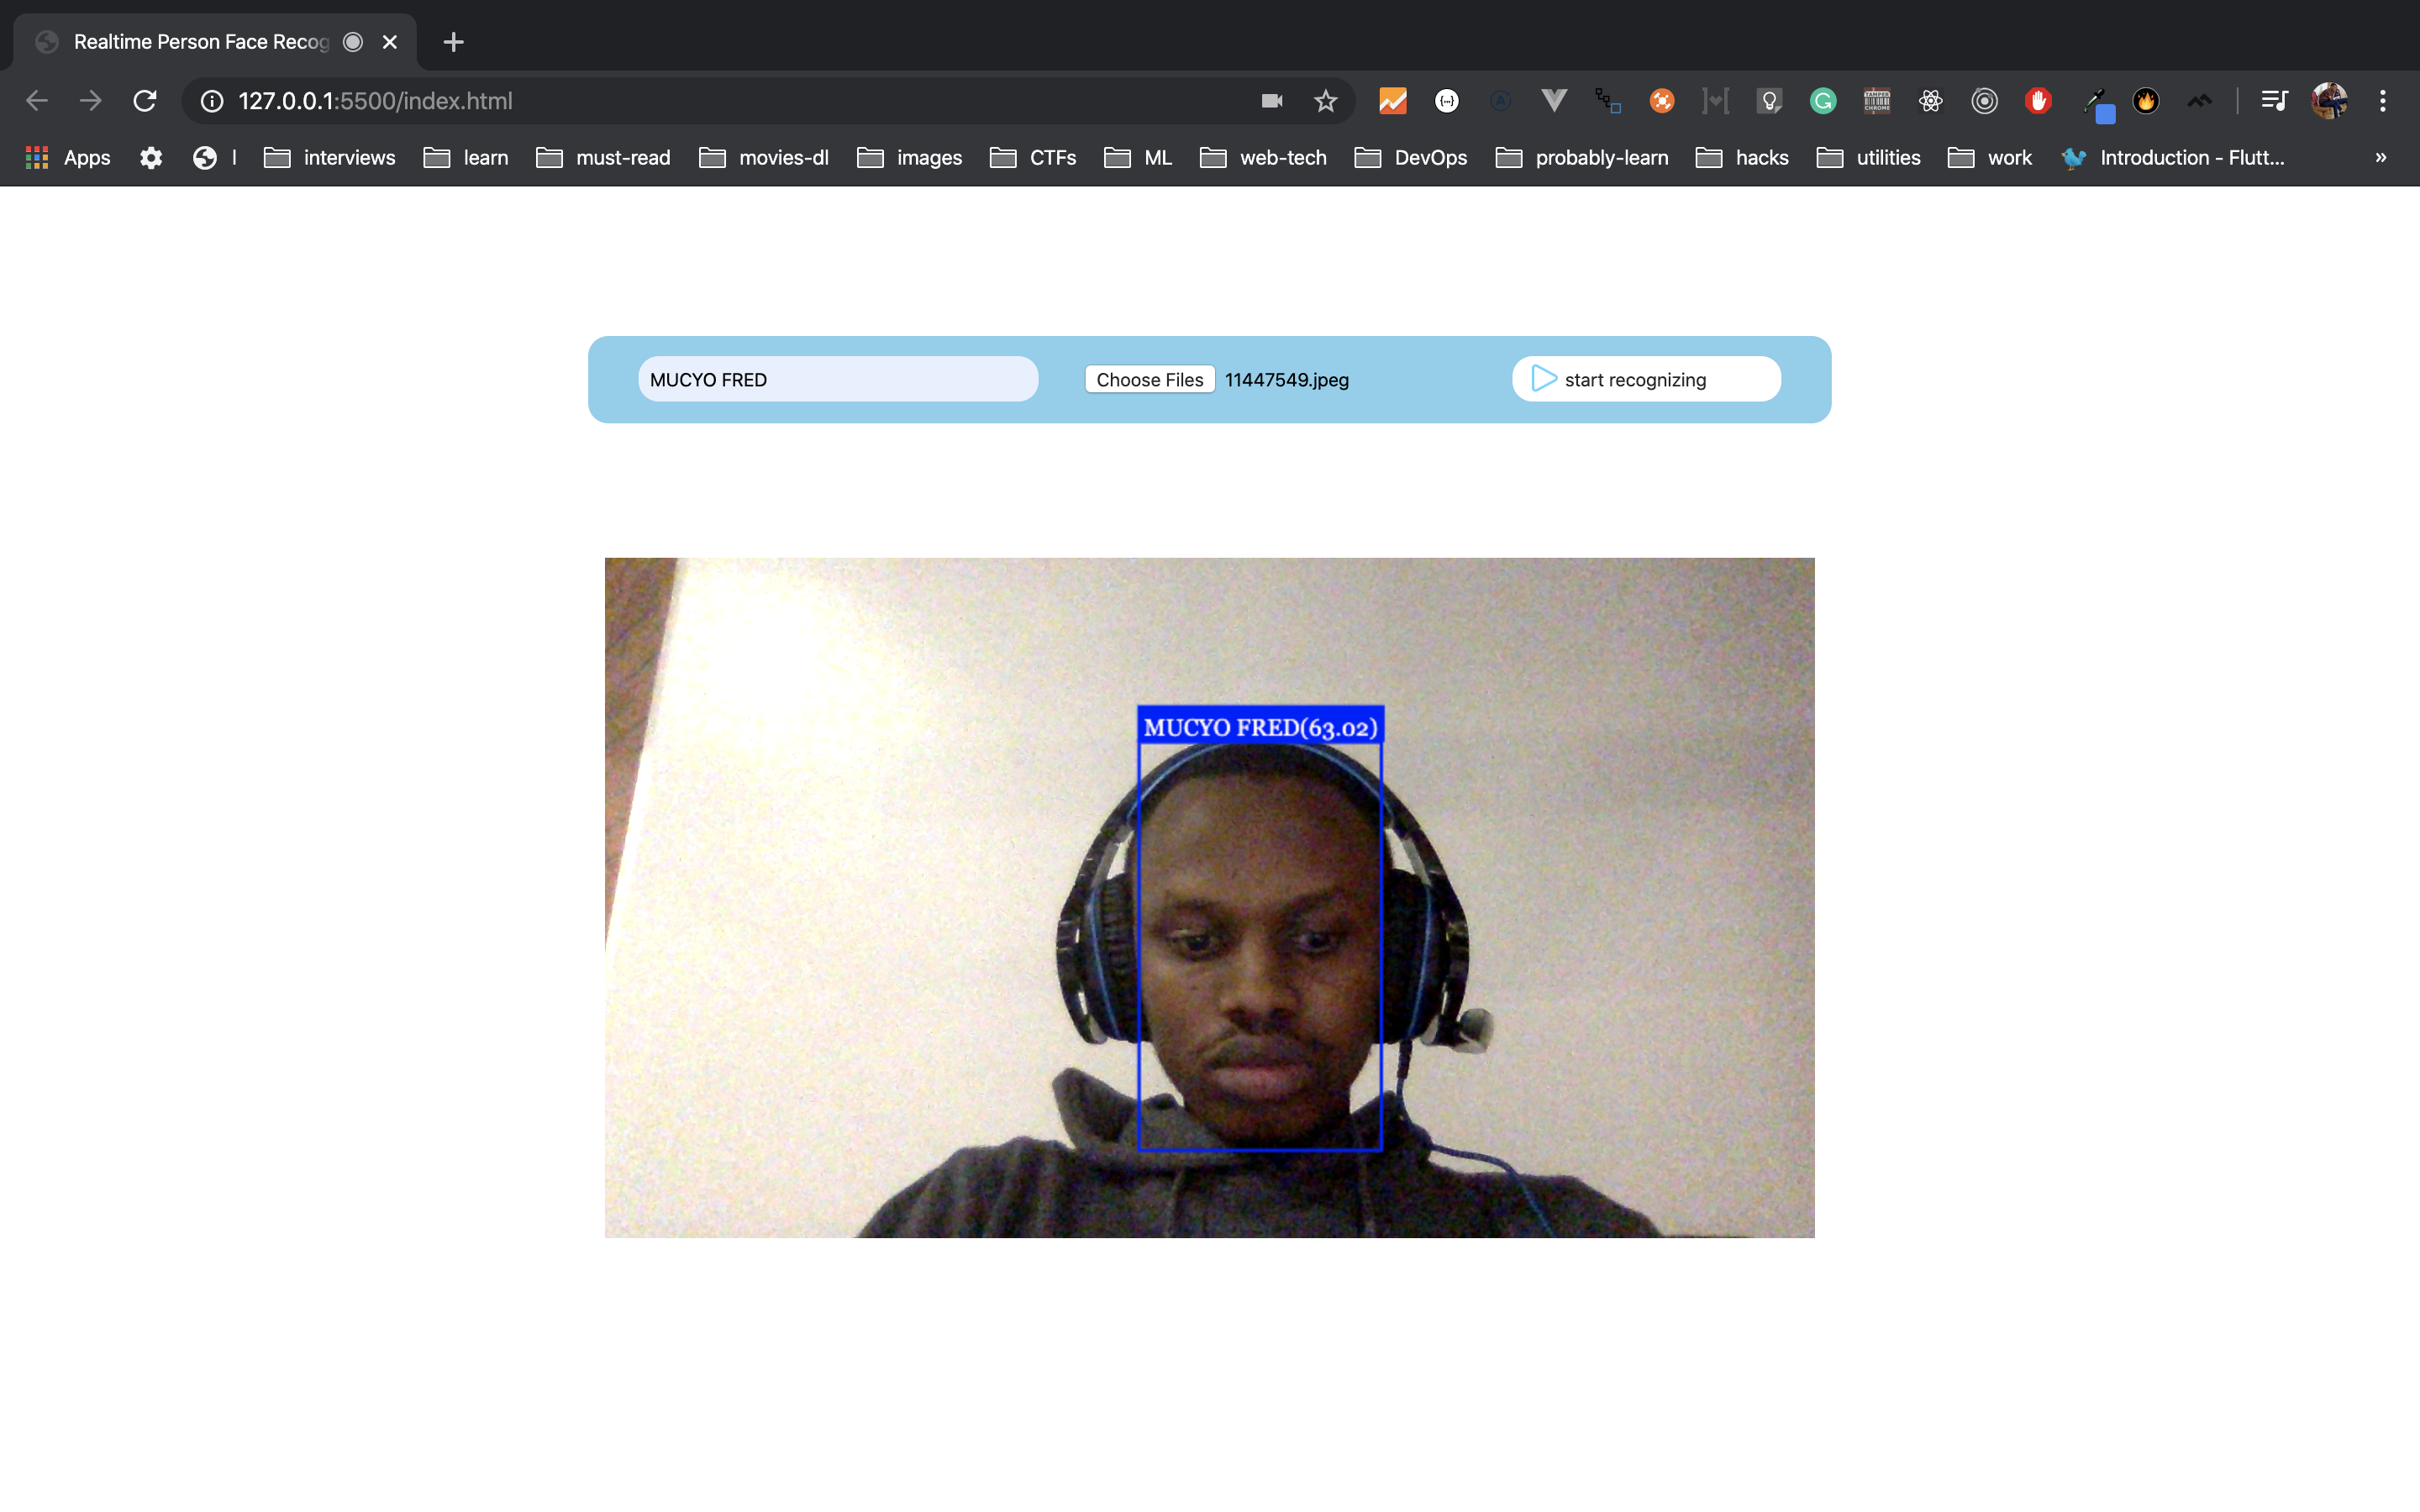 Realtime Person Face Recog
127.0.0.1:5500/index.html
Apps I interviews learn must-read movies-dl images CTFs ML web-tech DevOps probably-learn hacks utilities work Introduction - Flutt... »
MUCYO FRED Choose Files 11447549.jpeg start recognizing
MUCYO FRED(63.02)